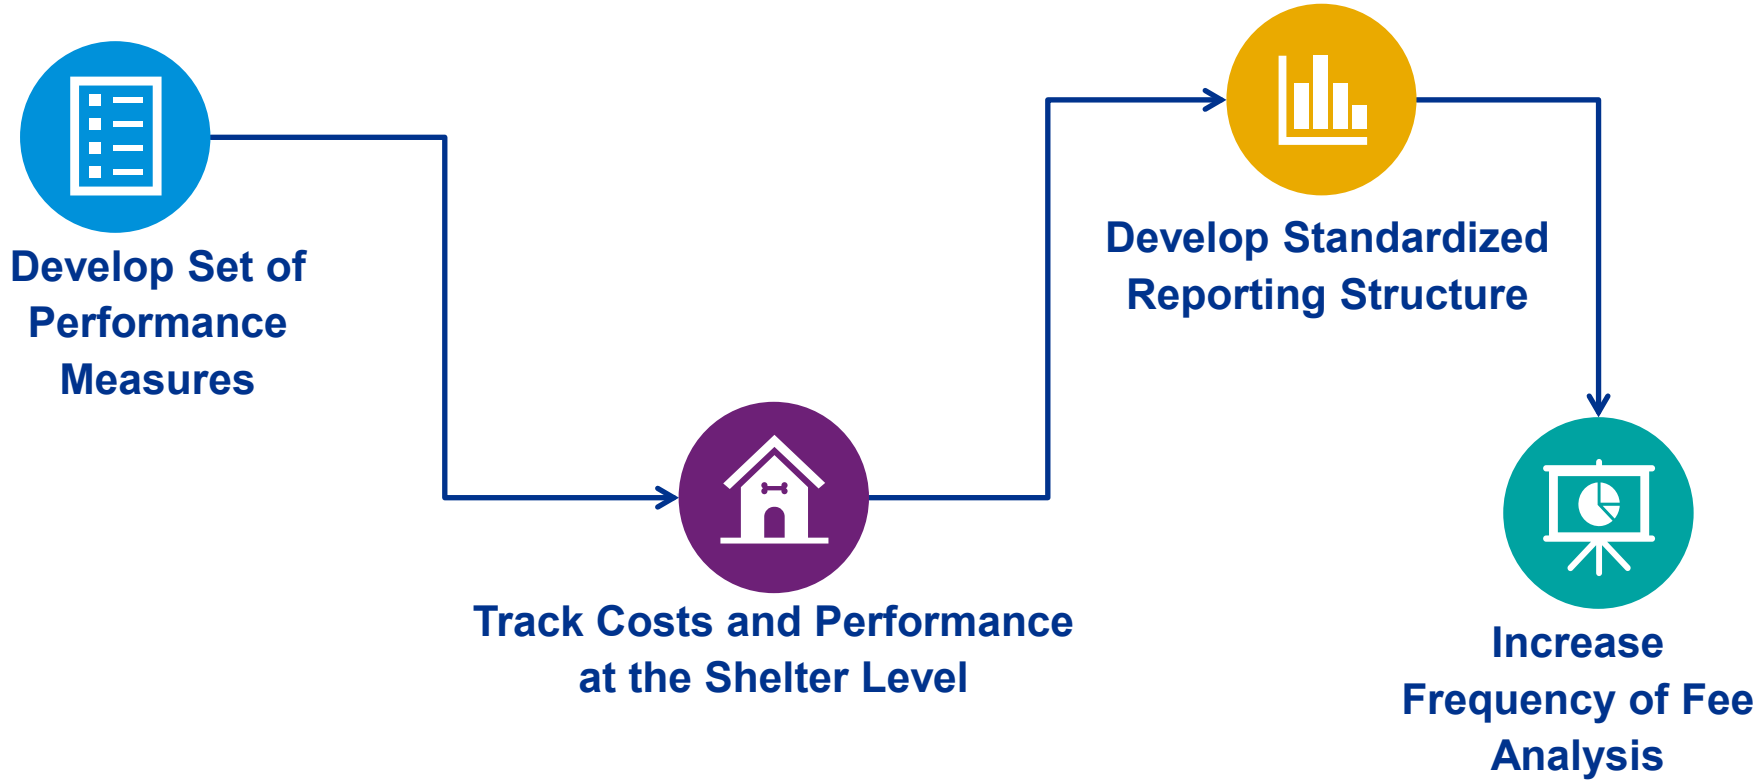 Develop Set of
Performance
Measures
Track Costs and Performance
at the Shelter Level
Develop Standardized
Reporting Structure
Increase
Frequency of Fee
Analysis